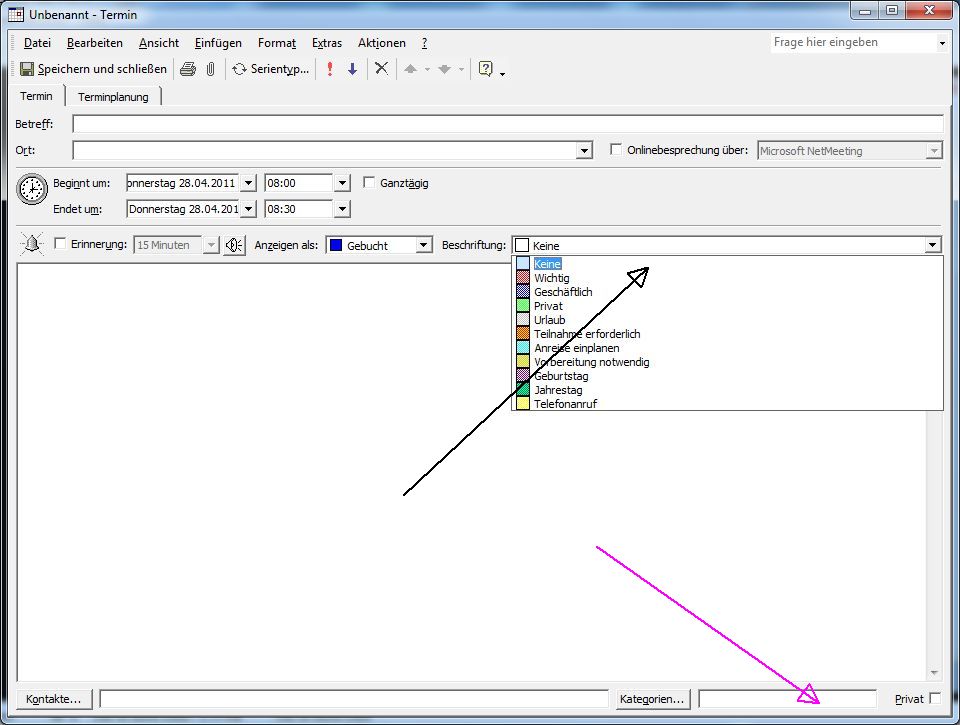 Unbenannt - Termin
Datei Bearbeiten Ansicht Einfügen Format Extras Aktionen ? Frage hier eingeben
Speichern und schließen Serientyp...
Termin Terminplanung
Betreff:
Ort: Onlinebesprechung über: Microsoft NetMeeting
Beginnt um: onnerstag 28.04.2011 08:00 Ganztägig
Endet um: Donnerstag 28.04.201 08:30
Erinnerung: 15 Minuten Anzeigen als: Gebucht Beschriftung: Keine
Keine
Wichtig
Geschäftlich
Privat
Urlaub
Teilnahme erforderlich
Anreise einplanen
Vorbereitung notwendig
Geburtstag
Jahrestag
Telefonanruf
Kontakte... Kategorien... Privat